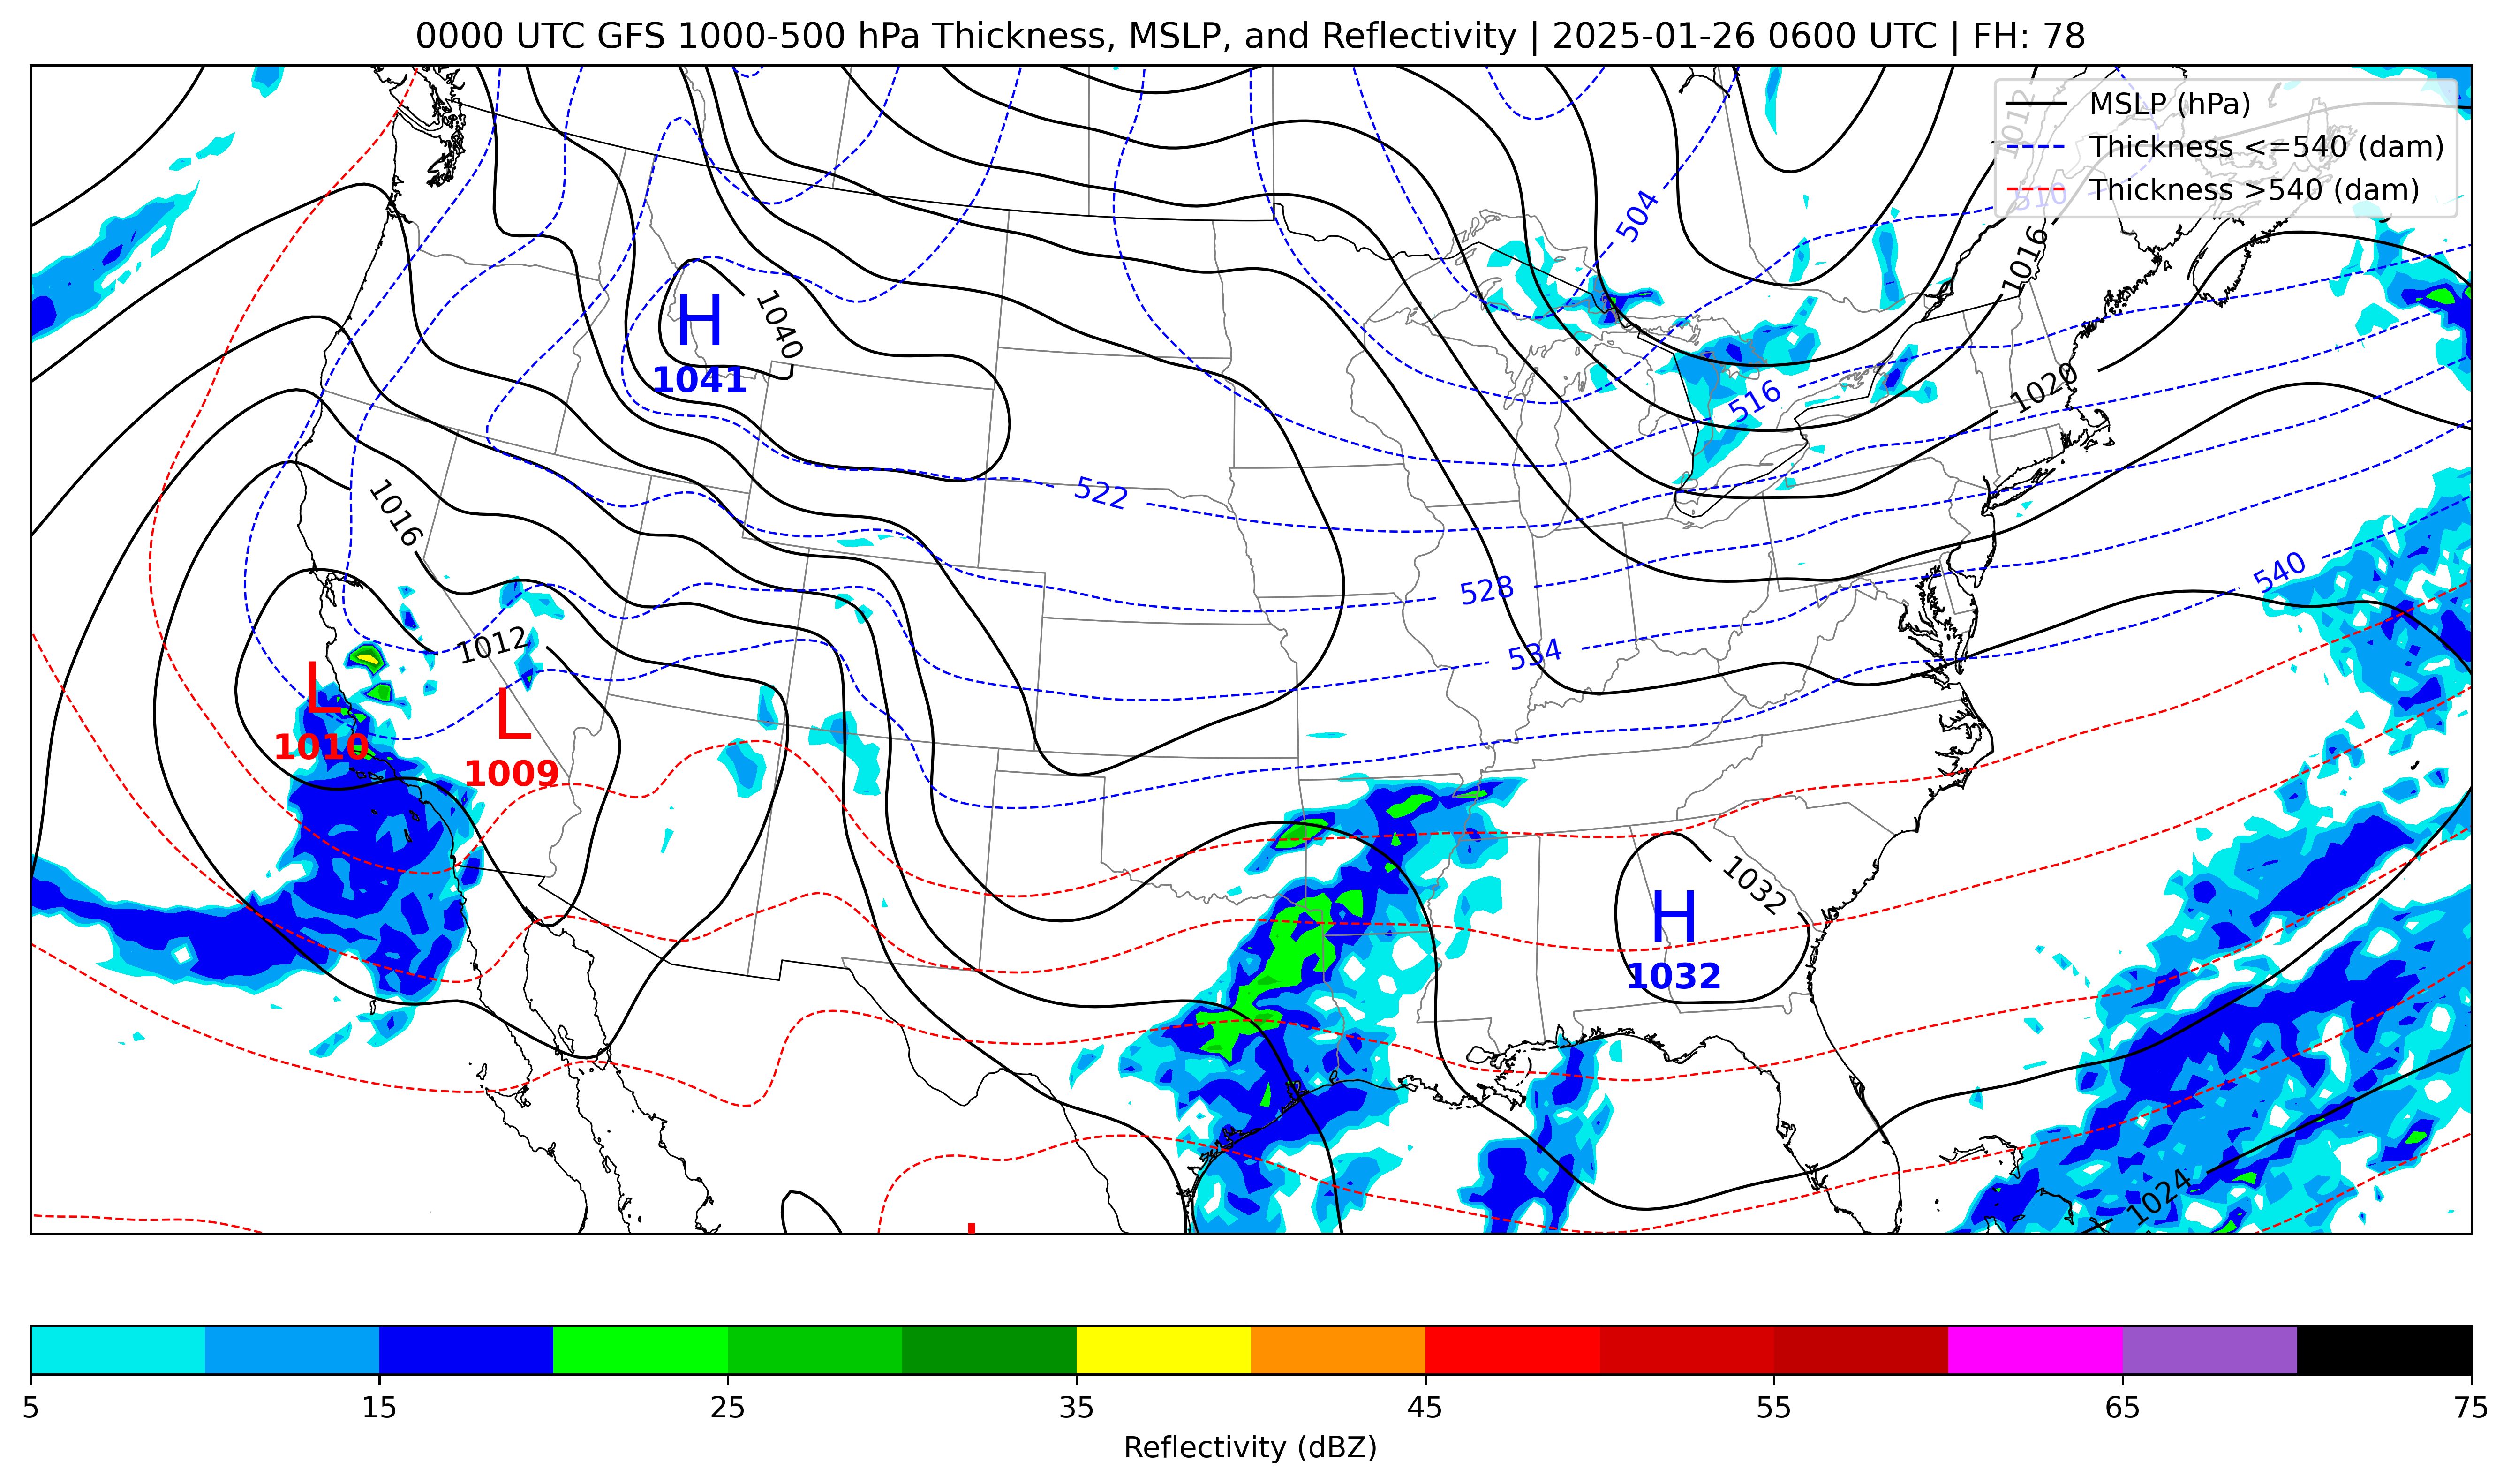 0000 UTC GFS 1000-500 hPa Thickness, MSLP, and Reflectivity | 2025-01-26 0600 UTC | FH: 78
MSLP (hPa)
Thickness <=540 (dam)
Thickness >540 (dam)
1012
510
504
1016
H
1040
1041
516
1020
1016
522
528
540
1012
534
L
1010
L
1009
1032
H
1032
1024
5 15 25 35 45 55 65 75
Reflectivity (dBZ)